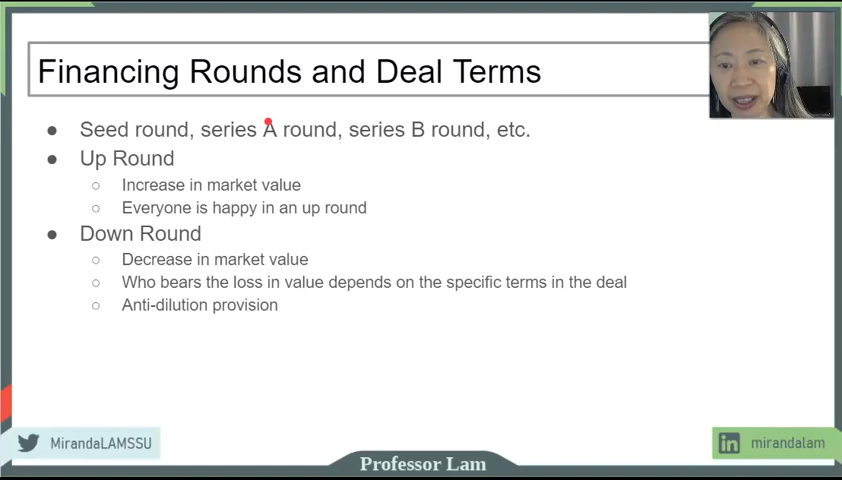 Financing Rounds and Deal Terms
● Seed round, series A round, series B round, etc.
● Up Round
○ Increase in market value
○ Everyone is happy in an up round
● Down Round
○ Decrease in market value
○ Who bears the loss in value depends on the specific terms in the deal
○ Anti-dilution provision
MirandaLAMSSU
in mirandalam
Professor Lam